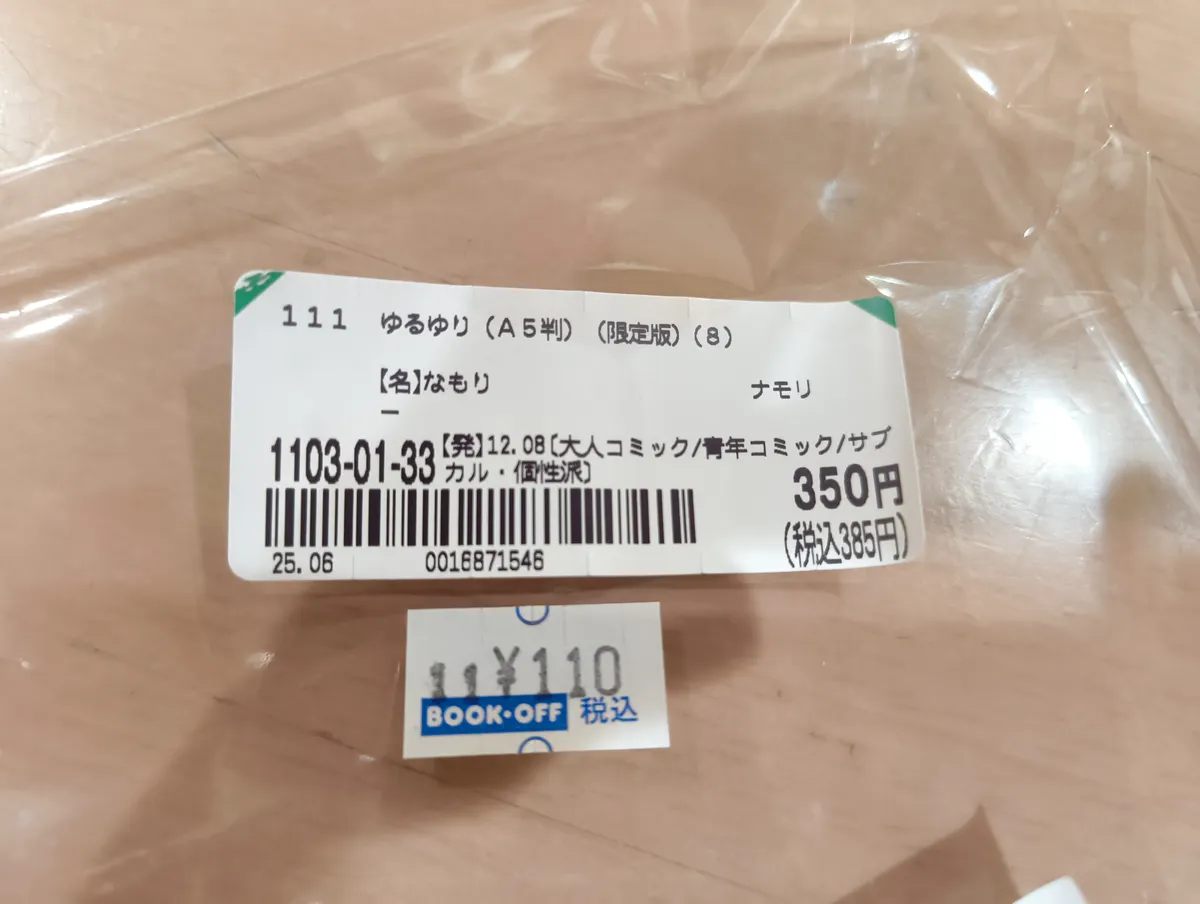 111 ゆるゆり（A5判）（限定版）（8）
【名】なもり ナモリ
ー
1103-01-33【発】12.08〔大人コミック/青年コミック/サブ
カル・個性派〕
350円
（税込385円）
25.06 0016871546
11¥110
BOOK・OFF 税込